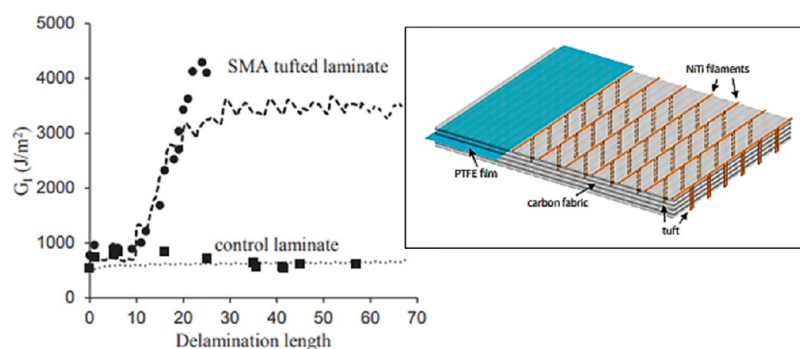 5000
4000
3000
2000
1000
0
G_I (J/m²)
SMA tufted laminate
control laminate
0 10 20 30 40 50 60 70
Delamination length
NiTi filaments
PTFE film
carbon fabric
tuft